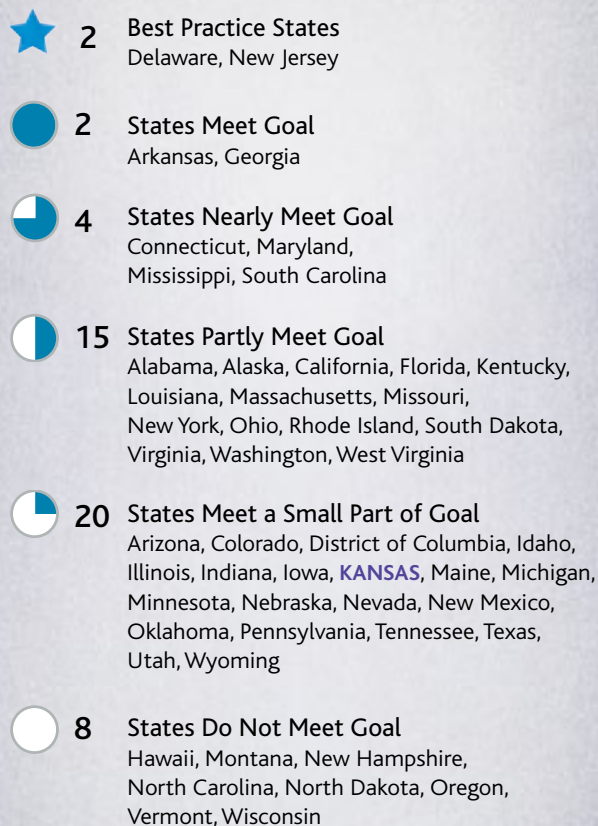 2 Best Practice States
Delaware, New Jersey
2 States Meet Goal
Arkansas, Georgia
4 States Nearly Meet Goal
Connecticut, Maryland,
Mississippi, South Carolina
15 States Partly Meet Goal
Alabama, Alaska, California, Florida, Kentucky,
Louisiana, Massachusetts, Missouri,
New York, Ohio, Rhode Island, South Dakota,
Virginia, Washington, West Virginia
20 States Meet a Small Part of Goal
Arizona, Colorado, District of Columbia, Idaho,
Illinois, Indiana, Iowa, KANSAS, Maine, Michigan,
Minnesota, Nebraska, Nevada, New Mexico,
Oklahoma, Pennsylvania, Tennessee, Texas,
Utah, Wyoming
8 States Do Not Meet Goal
Hawaii, Montana, New Hampshire,
North Carolina, North Dakota, Oregon,
Vermont, Wisconsin